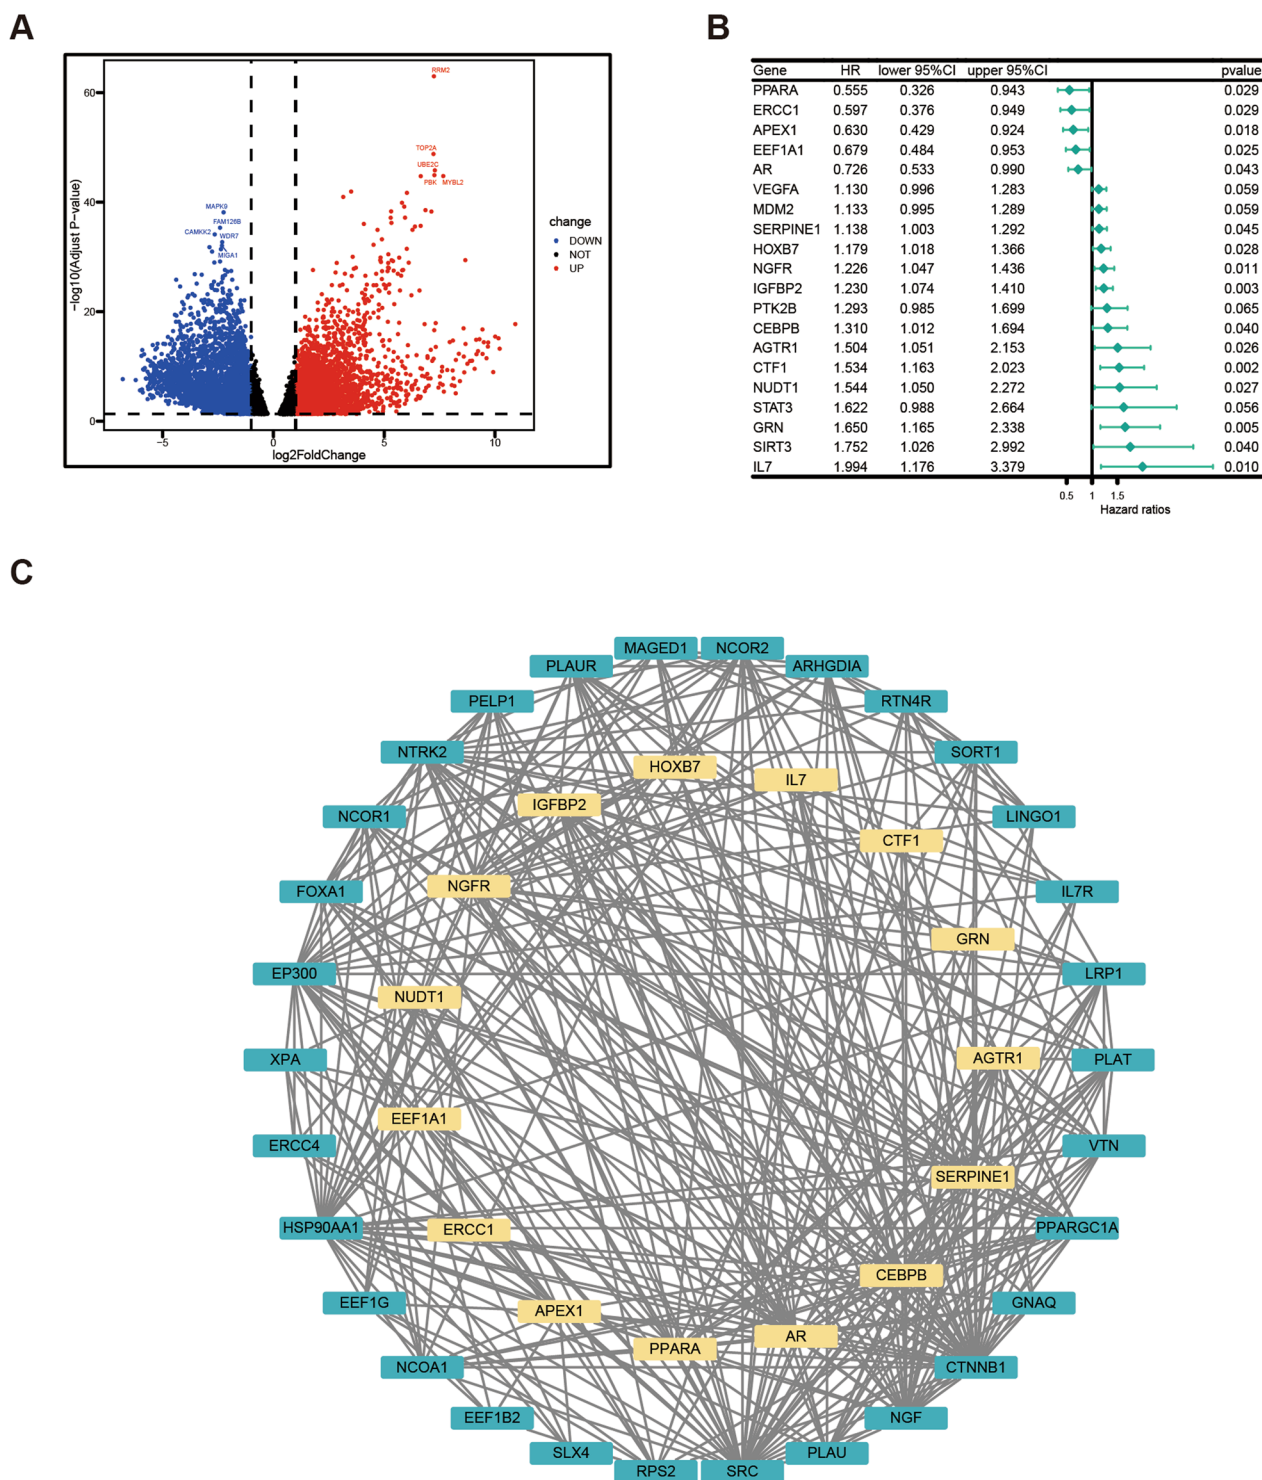 A
RRM2
TOP2A
UBE2C
PBK
MYBL2
MAPK9
FAM126B
CAMKK2
WDR7
MIGA1
60
40
20
0
−5
0
5
10
−log10(Adjust P−value)
log2FoldChange
change
DOWN
NOT
UP
B
Gene HR lower 95%CI upper 95%CI pvalue
PPARA 0.555 0.326 0.943 0.029
ERCC1 0.597 0.376 0.949 0.029
APEX1 0.630 0.429 0.924 0.018
EEF1A1 0.679 0.484 0.953 0.025
AR 0.726 0.533 0.990 0.043
VEGFA 1.130 0.996 1.283 0.059
MDM2 1.133 0.995 1.289 0.059
SERPINE1 1.138 1.003 1.292 0.045
HOXB7 1.179 1.018 1.366 0.028
NGFR 1.226 1.047 1.436 0.011
IGFBP2 1.230 1.074 1.410 0.003
PTK2B 1.293 0.985 1.699 0.065
CEBPB 1.310 1.012 1.694 0.040
AGTR1 1.504 1.051 2.153 0.026
CTF1 1.534 1.163 2.023 0.002
NUDT1 1.544 1.050 2.272 0.027
STAT3 1.622 0.988 2.664 0.056
GRN 1.650 1.165 2.338 0.005
SIRT3 1.752 1.026 2.992 0.040
IL7 1.994 1.176 3.379 0.010
0.5 1 1.5
Hazard ratios
C
MAGED1
NCOR2
PLAUR
ARHGDIA
PELP1
RTN4R
NTRK2
SORT1
HOXB7
IL7
IGFBP2
NCOR1
LINGO1
CTF1
NGFR
FOXA1
IL7R
GRN
EP300
LRP1
NUDT1
XPA
AGTR1
PLAT
EEF1A1
ERCC4
VTN
SERPINE1
HSP90AA1
ERCC1
PPARGC1A
CEBPB
EEF1G
GNAQ
APEX1
AR
PPARA
NCOA1
CTNNB1
EEF1B2
NGF
SLX4
PLAU
RPS2
SRC